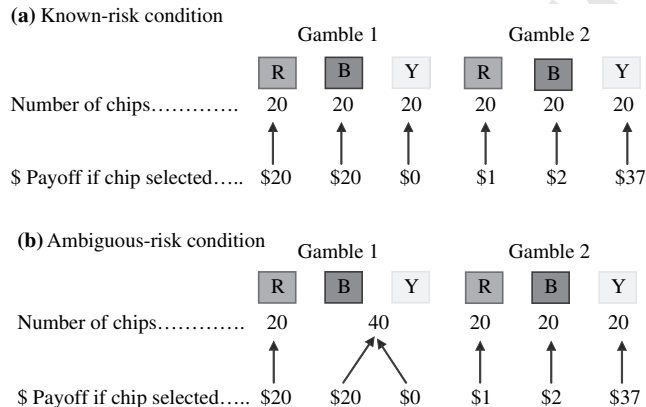 (a) Known-risk condition
Gamble 1 Gamble 2
R B Y R B Y
Number of chips…………. 20 20 20 20 20 20
$ Payoff if chip selected….. $20 $20 $0 $1 $2 $37
(b) Ambiguous-risk condition
Gamble 1 Gamble 2
R B Y R B Y
Number of chips…………. 20 40 20 20 20
$ Payoff if chip selected….. $20 $20 $0 $1 $2 $37